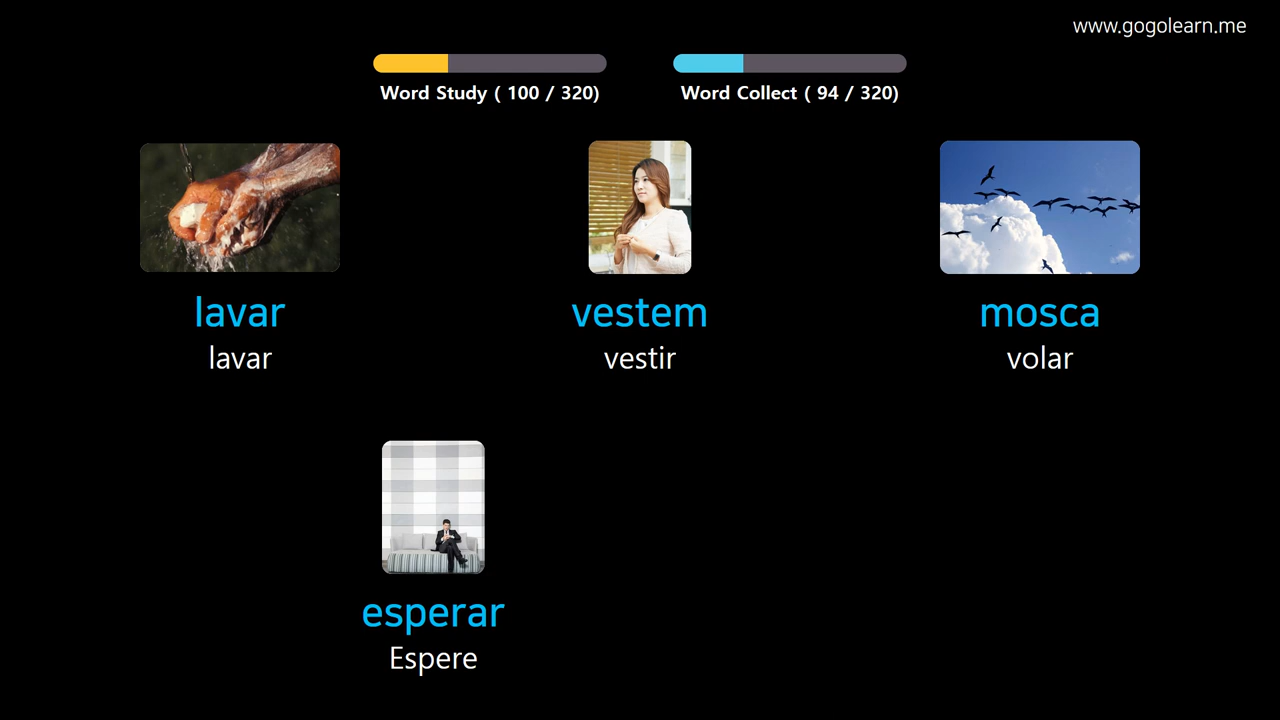 www.gogolearn.me
Word Study ( 100 / 320)
Word Collect ( 94 / 320)
lavar
lavar
vestem
vestir
mosca
volar
esperar
Espere